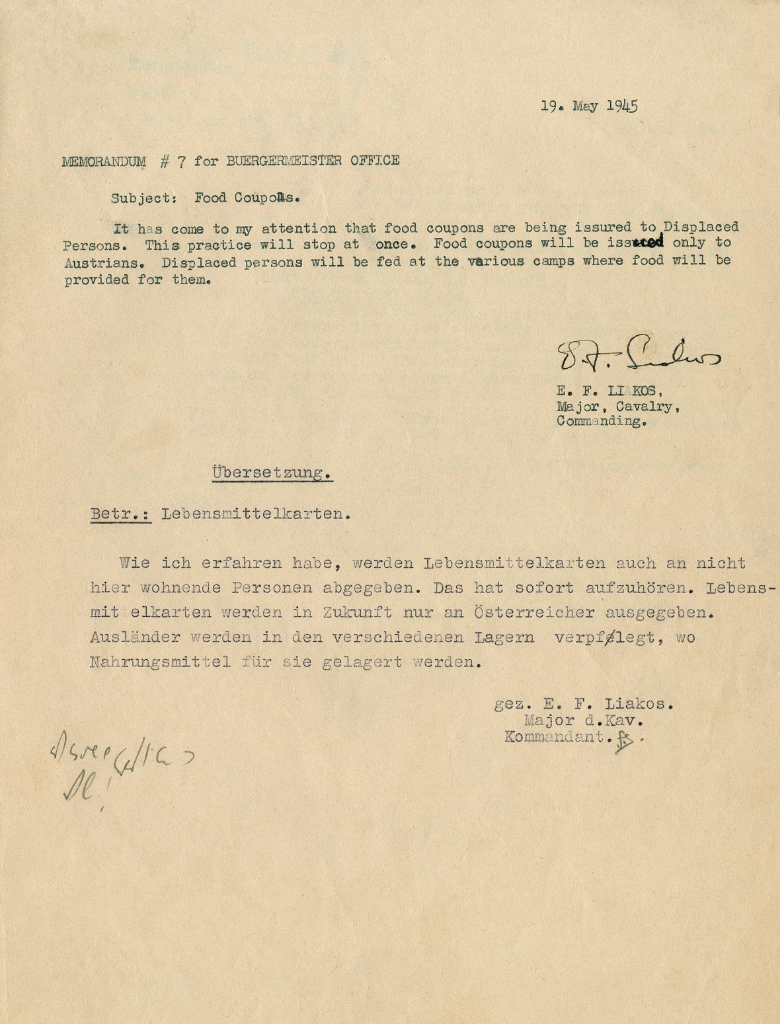 19. May 1945
MEMORANDUM # 7 for BUERGERMEISTER OFFICE
Subject: Food Coupons.
It has come to my attention that food coupons are being issured to Displaced
Persons. This practice will stop at once. Food coupons will be issued only to
Austrians. Displaced persons will be fed at the various camps where food will be
provided for them.
E. F. LIKOS,
Major, Cavalry,
Commanding.
Übersetzung.
Betr.: Lebensmittelkarten.
Wie ich erfahren habe, werden Lebensmittelkarten auch an nicht
hier wohnende Personen abgegeben. Das hat sofort aufzuhören. Lebens-
mittelkarten werden in Zukunft nur an Österreicher ausgegeben.
Ausländer werden in den verschiedenen Lagern verpflegt, wo
Nahrungsmittel für sie gelagert werden.
gez. E. F. Liakos.
Major d.Kav.
Kommandant.